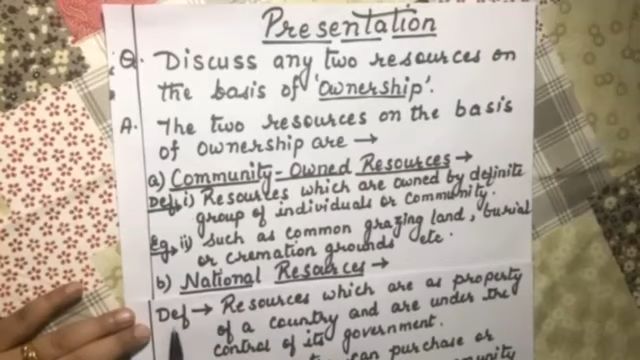 Presentation
Q. Discuss any two resources on
the basis of 'Ownership'.
A. The two resources on the basis
of ownership are →
a) Community-Owned Resources →
Def→ i) Resources which are owned by definite
group of individuals or community.
Eg→ ii) Such as common grazing land, burial
or cremation grounds etc.
b) National Resources →
Def → Resources which are as property
of a country and are under the
control of its government.
can purchase or